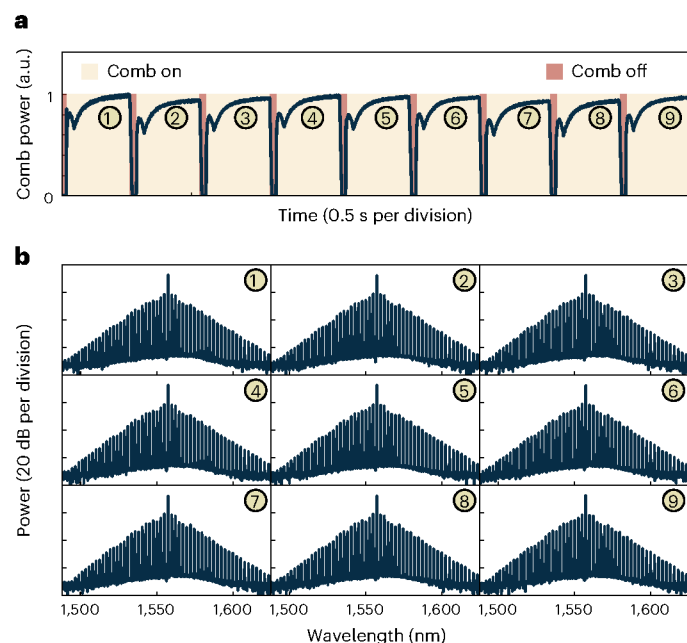 a
Comb on
Comb off
Comb power (a.u.)
1
0
1
2
3
4
5
6
7
8
9
Time (0.5 s per division)
b
Power (20 dB per division)
1
2
3
4
5
6
7
8
9
1,500 1,550 1,600 1,500 1,550 1,600 1,500 1,550 1,600
Wavelength (nm)